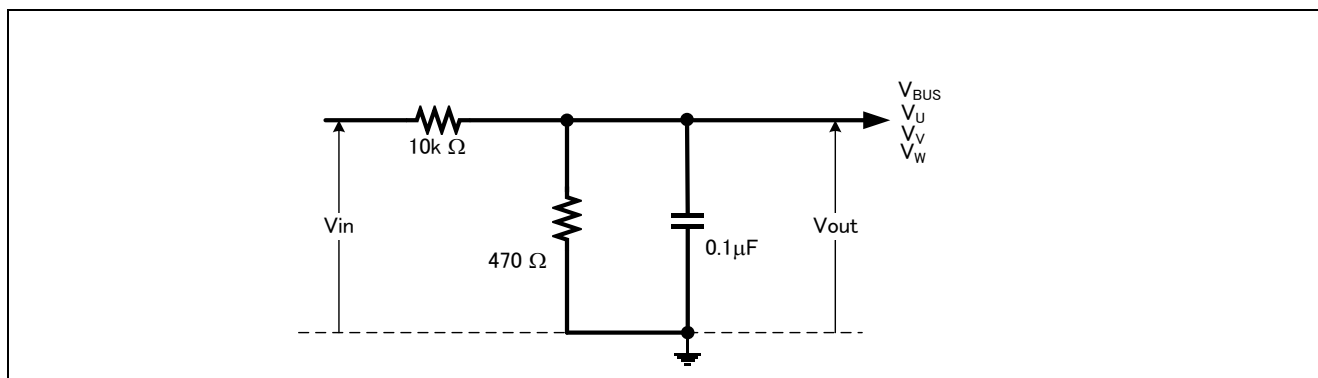 V_BUS
V_U
V_V
V_W
10k Ω
Vin
Vout
470 Ω
0.1μF